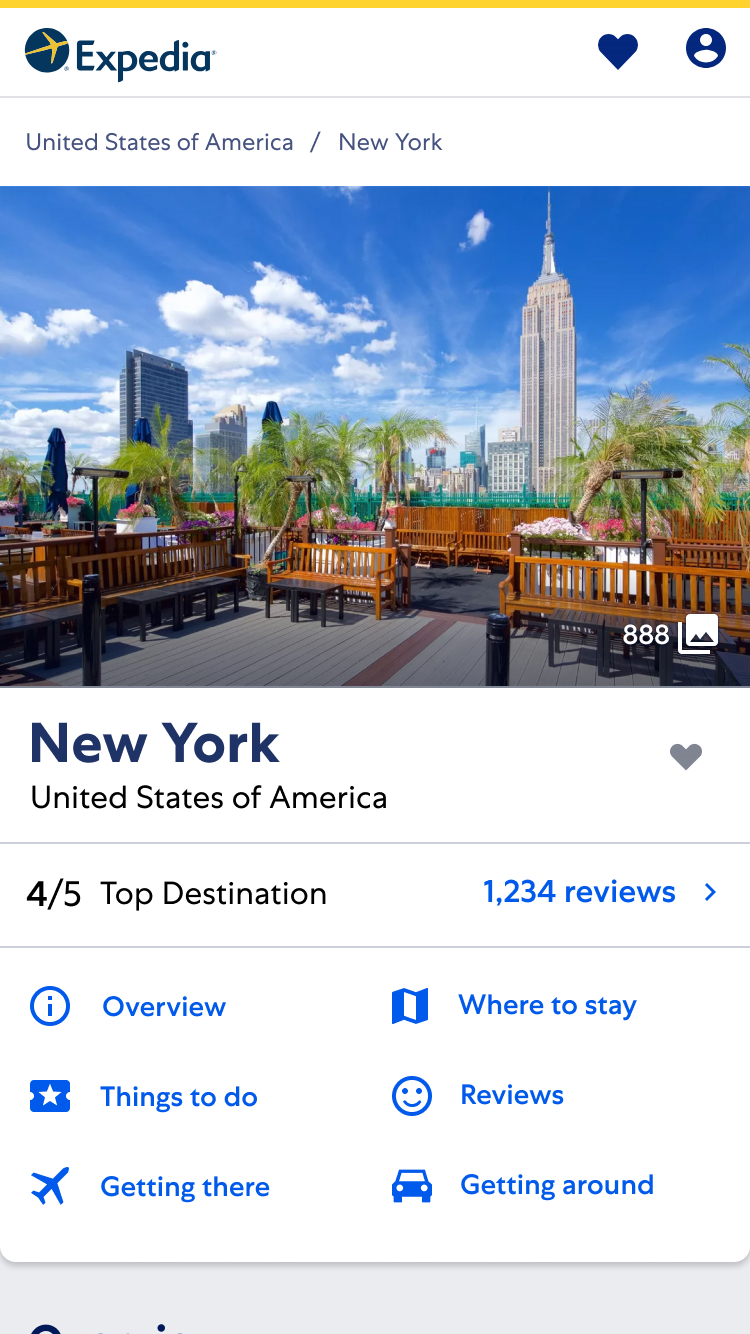 Expedia
United States of America / New York
888
New York
United States of America
4/5 Top Destination 1,234 reviews
Overview
Where to stay
Things to do
Reviews
Getting there
Getting around